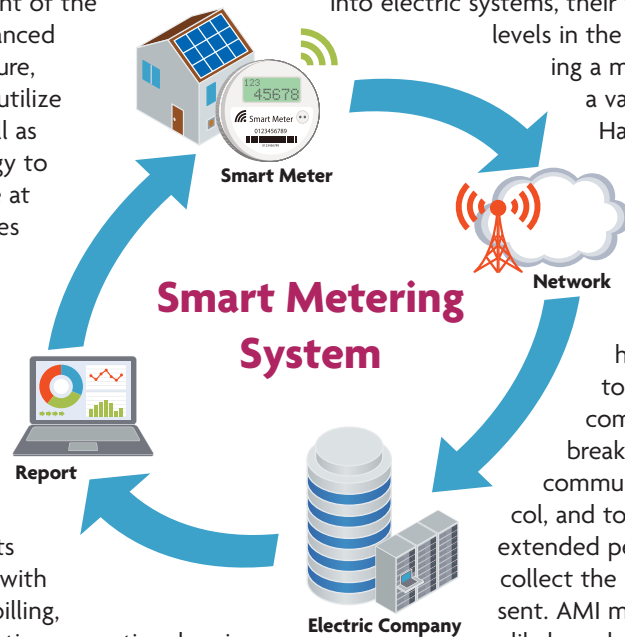 nt of the
anced
ure,
utilize
ll as
gy to
at
es
into electric systems, their
levels in the
ing a m
a va
Ha
123
45678
Smart Meter
0123456789
Smart Meter
Network
Smart Metering
System
h
to
com
break
commu
col, and to
extended pe
collect the
sent. AMI m
Report
Electric Company
ts
with
billing,